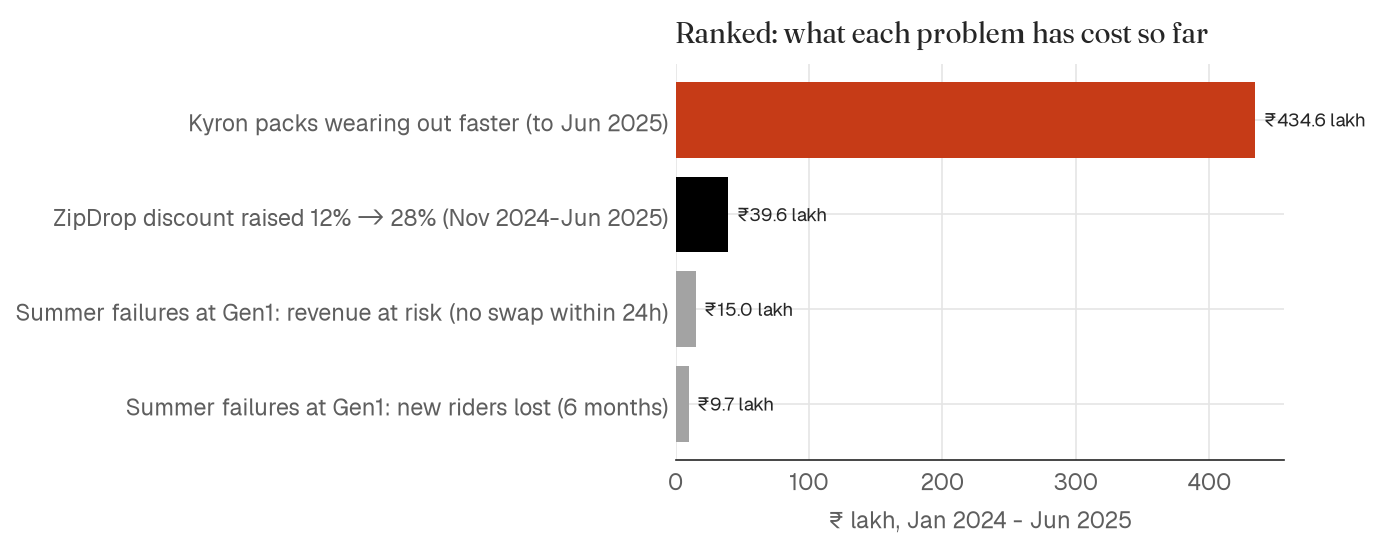 Ranked: what each problem has cost so far
Kyron packs wearing out faster (to Jun 2025)
₹434.6 lakh
ZipDrop discount raised 12% → 28% (Nov 2024–Jun 2025)
₹39.6 lakh
Summer failures at Gen1: revenue at risk (no swap within 24h)
₹15.0 lakh
Summer failures at Gen1: new riders lost (6 months)
₹9.7 lakh
0 100 200 300 400
₹ lakh, Jan 2024 - Jun 2025